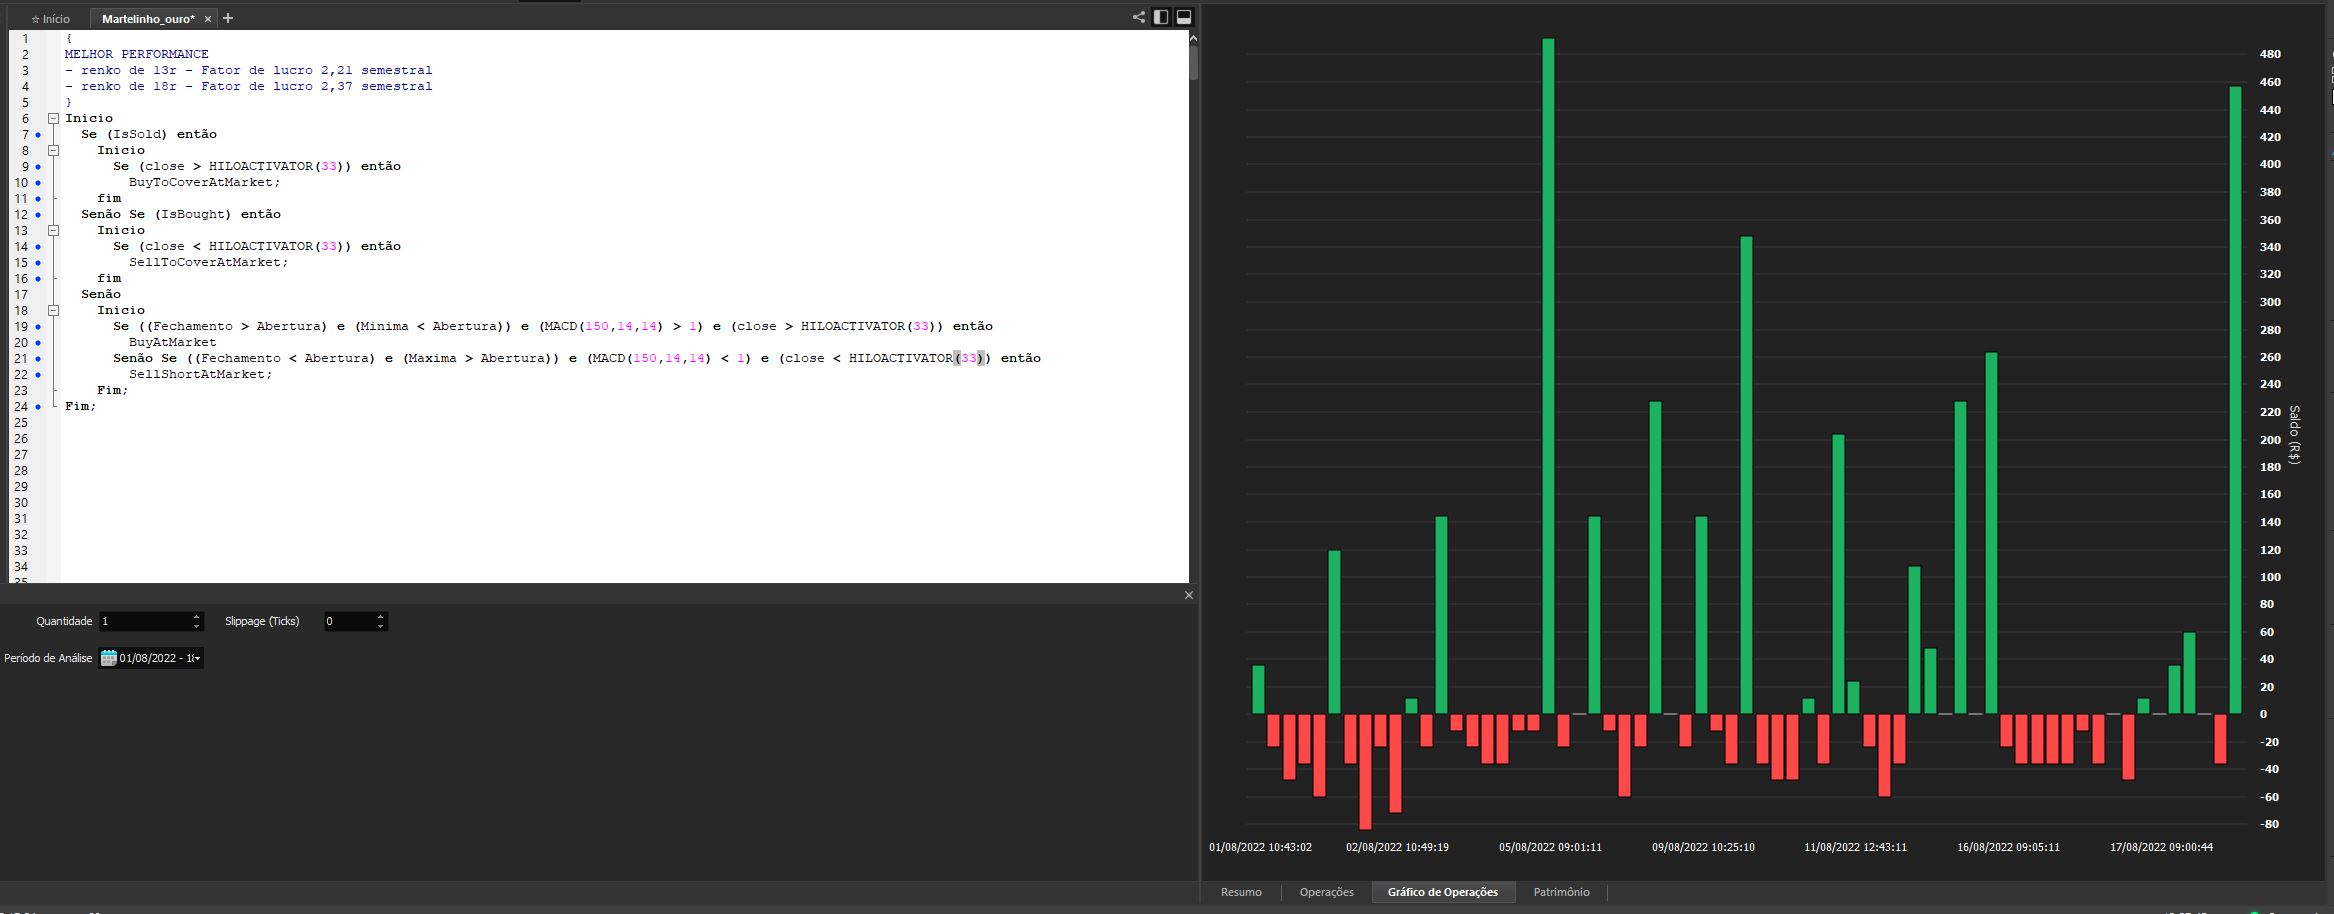 ☆ Início
Martelinho_ouro* × +
1 {
2 MELHOR PERFORMANCE
3 - renko de 13r - Fator de lucro 2,21 semestral
4 - renko de 18r - Fator de lucro 2,37 semestral
5 }
6 Inicio
7 Se (IsSold) então
8 Inicio
9 Se (close > HILOACTIVATOR(33)) então
10 BuyToCoverAtMarket;
11 fim
12 Senão Se (IsBought) então
13 Inicio
14 Se (close < HILOACTIVATOR(33)) então
15 SellToCoverAtMarket;
16 fim
17 Senão
18 Inicio
19 Se ((Fechamento > Abertura) e (Minima < Abertura)) e (MACD(150,14,14) > 1) e (close > HILOACTIVATOR(33)) então
20 BuyAtMarket
21 Senão Se ((Fechamento < Abertura) e (Maxima > Abertura)) e (MACD(150,14,14) < 1) e (close < HILOACTIVATOR(33)) então
22 SellShortAtMarket;
23 Fim;
24 Fim;
25
26
27
28
29
30
31
32
33
34
35
Quantidade 1 Slippage (Ticks) 0
Período de Análise 01/08/2022 - 18
480
460
440
420
400
380
360
340
320
300
280
260
240
220
200
180
160
140
120
100
80
60
40
20
0
-20
-40
-60
-80
Saldo (R$)
01/08/2022 10:43:02 02/08/2022 10:49:19 05/08/2022 09:01:11 09/08/2022 10:25:10 11/08/2022 12:43:11 16/08/2022 09:05:11 17/08/2022 09:00:44
Resumo Operações Gráfico de Operações Patrimônio